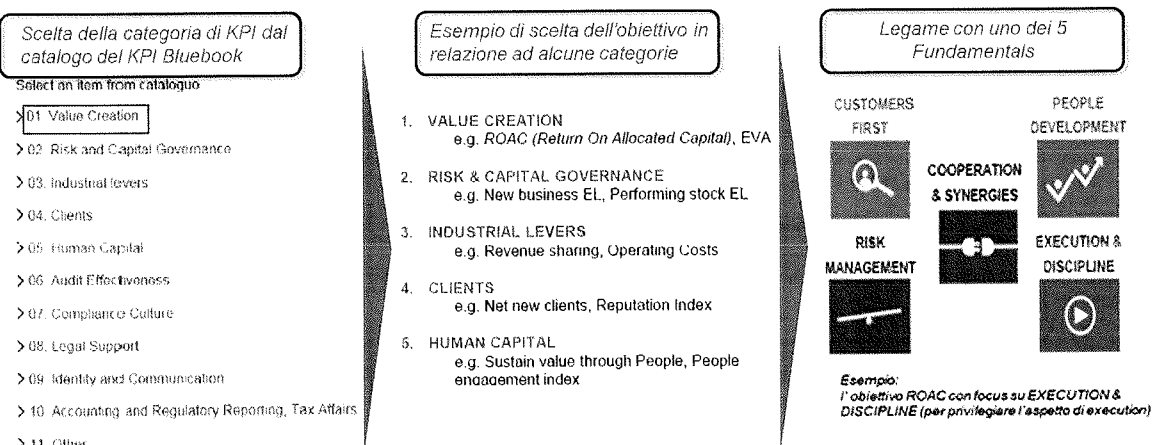 Scelta della categoria di KPI dal
catalogo del KPI Bluebook
Select an item from cataloguo
01 Value Creation
02 Risk and Capital Governance
03. Industrial levers
04. Clients
05 Human Capital
06 Audit Effectiveness
07. Compliance Culture
08. Legal Support
09 Identity and Communication
10 Accounting and Regulatory Reporting, Tax Affairs
11 Other
Esempio di scelta dell'obiettivo in
relazione ad alcune categorie
1. VALUE CREATION
e.g. ROAC (Return On Allocated Capital), EVA
2. RISK & CAPITAL GOVERNANCE
e.g. New business EL, Performing stock EL
3. INDUSTRIAL LEVERS
e.g. Revenue sharing, Operating Costs
4. CLIENTS
e.g. Net new clients, Reputation Index
5. HUMAN CAPITAL
e.g. Sustain value through People, People
engagement index
Legame con uno dei 5
Fundamentals
CUSTOMERS
FIRST
PEOPLE
DEVELOPMENT
COOPERATION
& SYNERGIES
RISK
MANAGEMENT
EXECUTION &
DISCIPLINE
Esempio:
l' obiettivo ROAC con focus su EXECUTION &
DISCIPLINE (per privilegiare l'aspetto di execution)